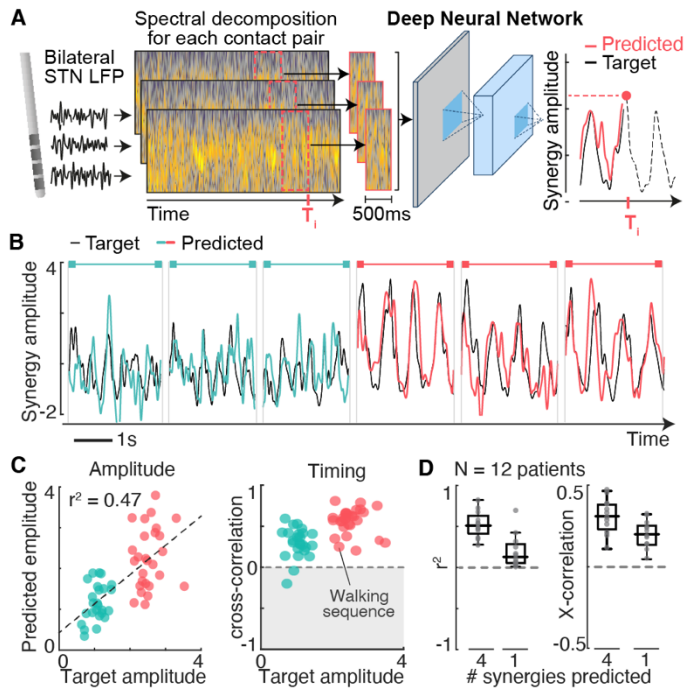 A
Spectral decomposition
for each contact pair
Deep Neural Network
Bilateral
STN LFP
Predicted
Target
Synergy amplitude
Time
T i
500ms
T i
B
Target
Predicted
4
Synergy amplitude
-2
1s
Time
C
Amplitude
Timing
D
N = 12 patients
4
r² = 0.47
Predicted emplitude
0
0
4
Target amplitude
1
cross-correlation
0
-1
Walking
sequence
0
4
Target amplitude
1
r²
-1
4
1
0.5
X-correlation
-0.5
4
1
# synergies predicted